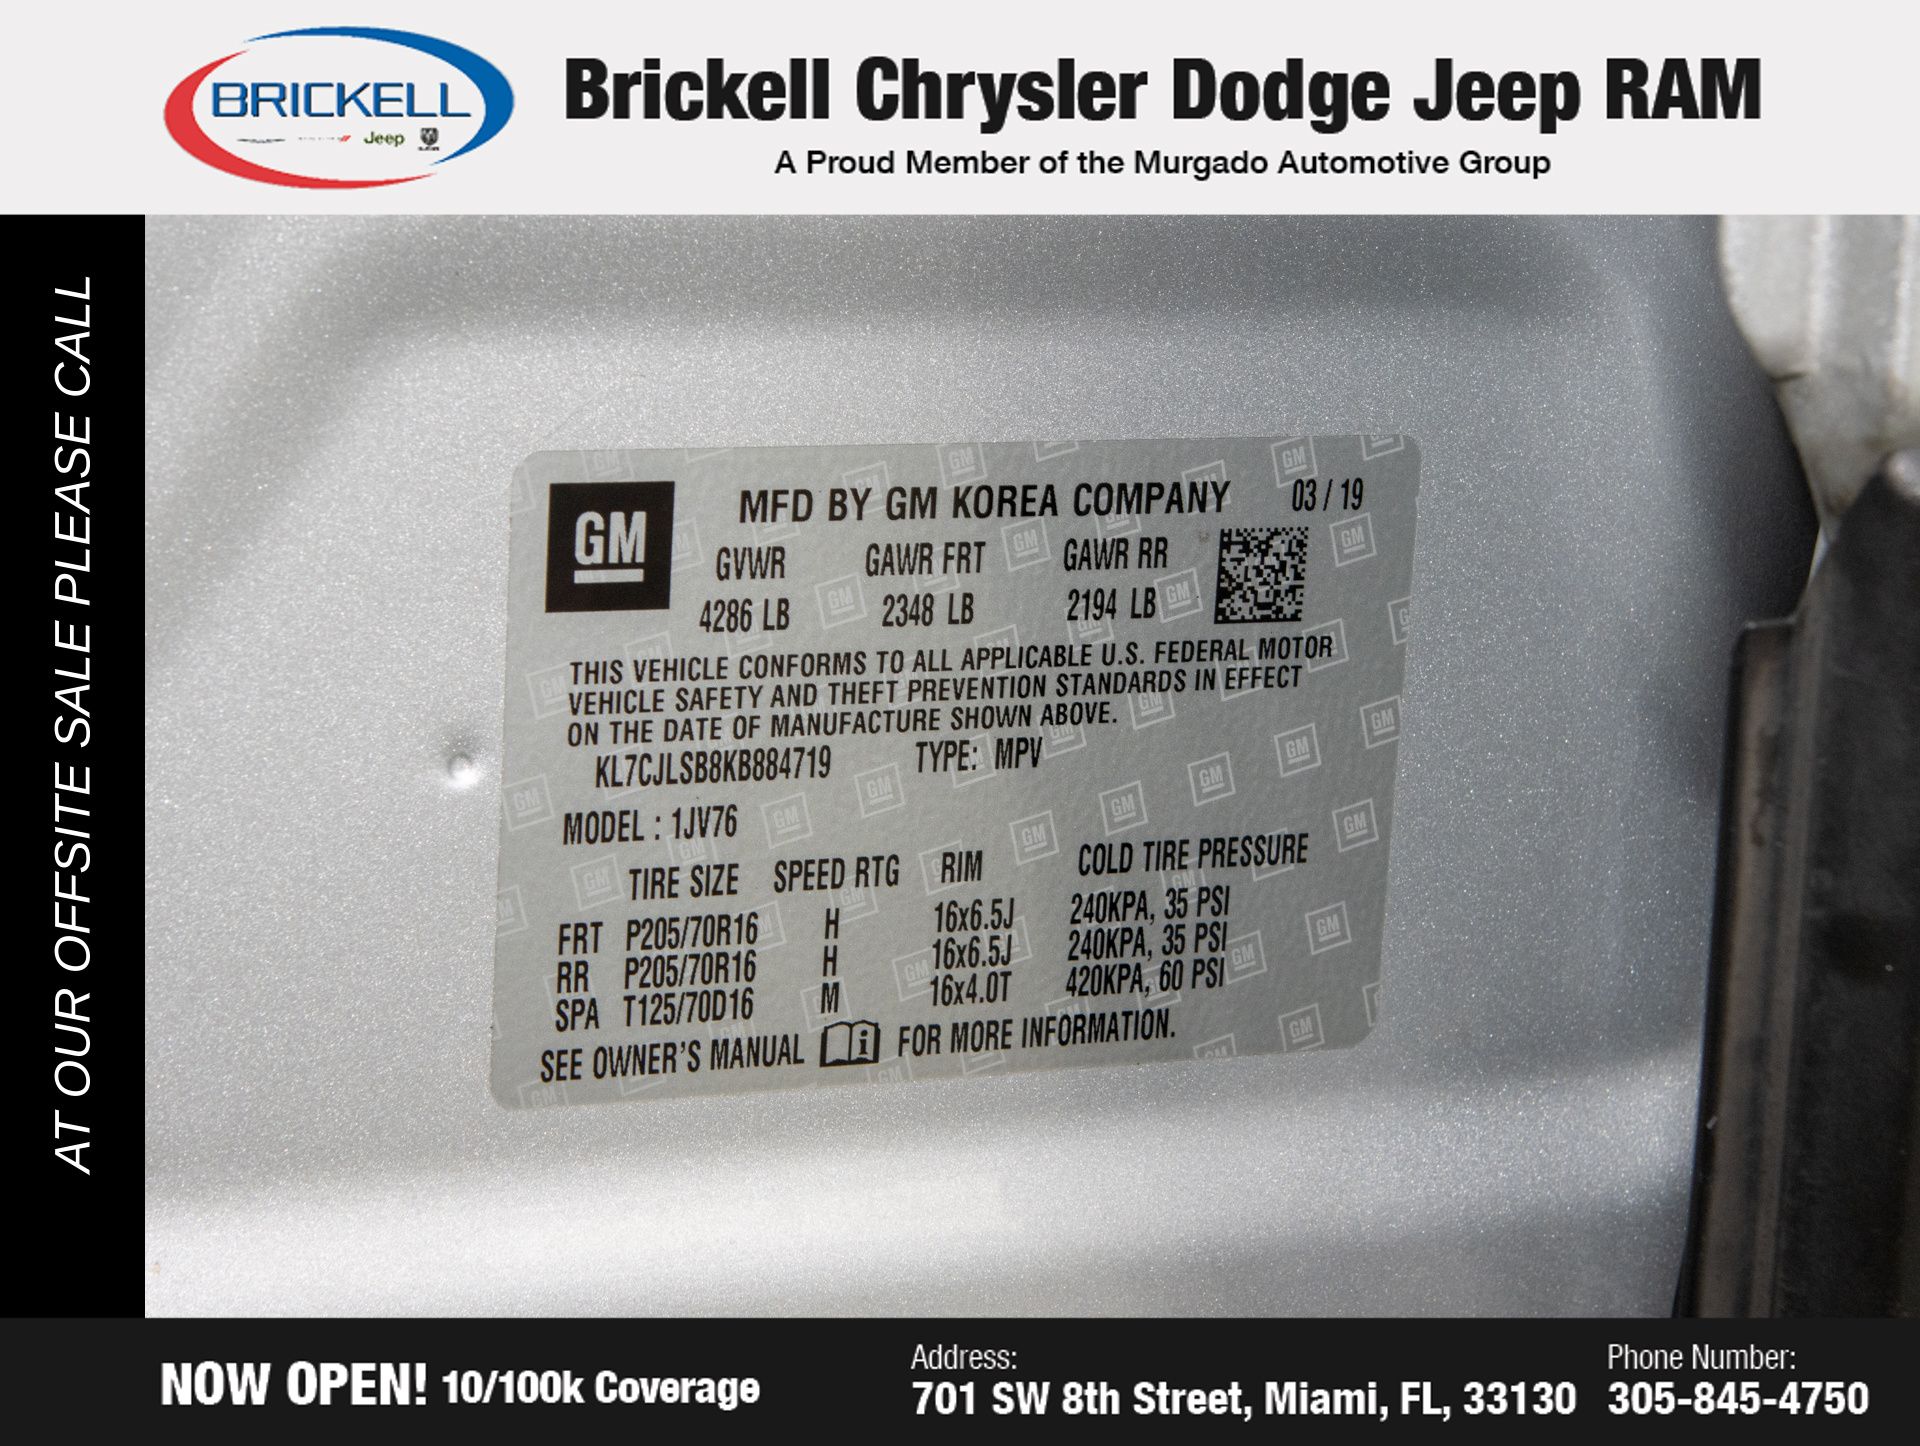 BRICKELL
Jeep
Brickell Chrysler Dodge Jeep RAM
A Proud Member of the Murgado Automotive Group
AT OUR OFFSITE SALE PLEASE CALL
GM
MFD BY GM KOREA COMPANY 03 / 19
GVWR GAWR FRT GAWR RR
4286 LB 2348 LB 2194 LB
THIS VEHICLE CONFORMS TO ALL APPLICABLE U.S. FEDERAL MOTOR
VEHICLE SAFETY AND THEFT PREVENTION STANDARDS IN EFFECT
ON THE DATE OF MANUFACTURE SHOWN ABOVE.
KL7CJLSB8KB884719 TYPE: MPV
MODEL : 1JV76
TIRE SIZE SPEED RTG RIM COLD TIRE PRESSURE
FRT P205/70R16 H 16x6.5J 240KPA, 35 PSI
RR P205/70R16 H 16x6.5J 240KPA, 35 PSI
SPA T125/70D16 M 16x4.0T 420KPA, 60 PSI
SEE OWNER'S MANUAL i FOR MORE INFORMATION.
NOW OPEN! 10/100k Coverage
Address:
701 SW 8th Street, Miami, FL, 33130
Phone Number:
305-845-4750